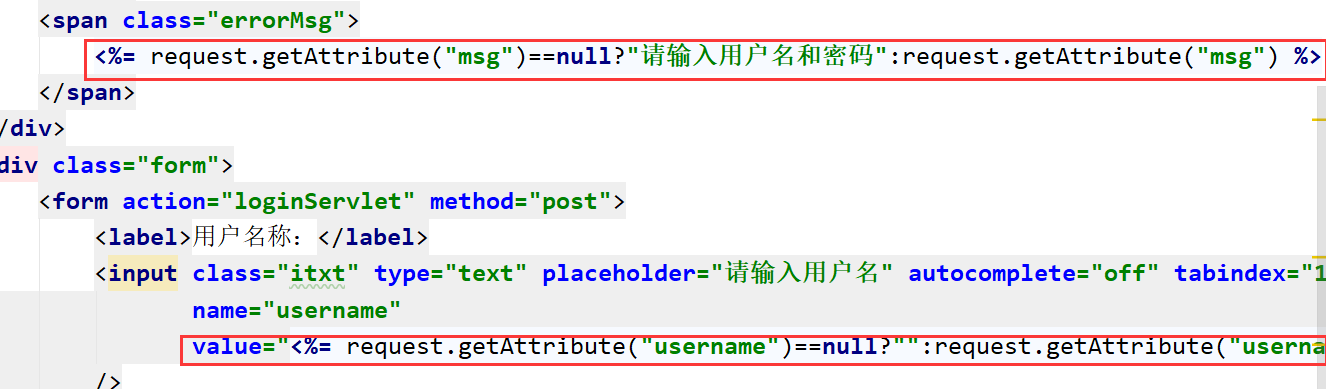 <span class="errorMsg">
<%= request.getAttribute("msg")==null?"请输入用户名和密码":request.getAttribute("msg") %>
</span>
/div>
div class="form">
<form action="loginServlet" method="post">
<label>用户名称：</label>
<input class="itxt" type="text" placeholder="请输入用户名" autocomplete="off" tabindex="1
name="username"
value="<%= request.getAttribute("username")==null?"":request.getAttribute("userna
/>